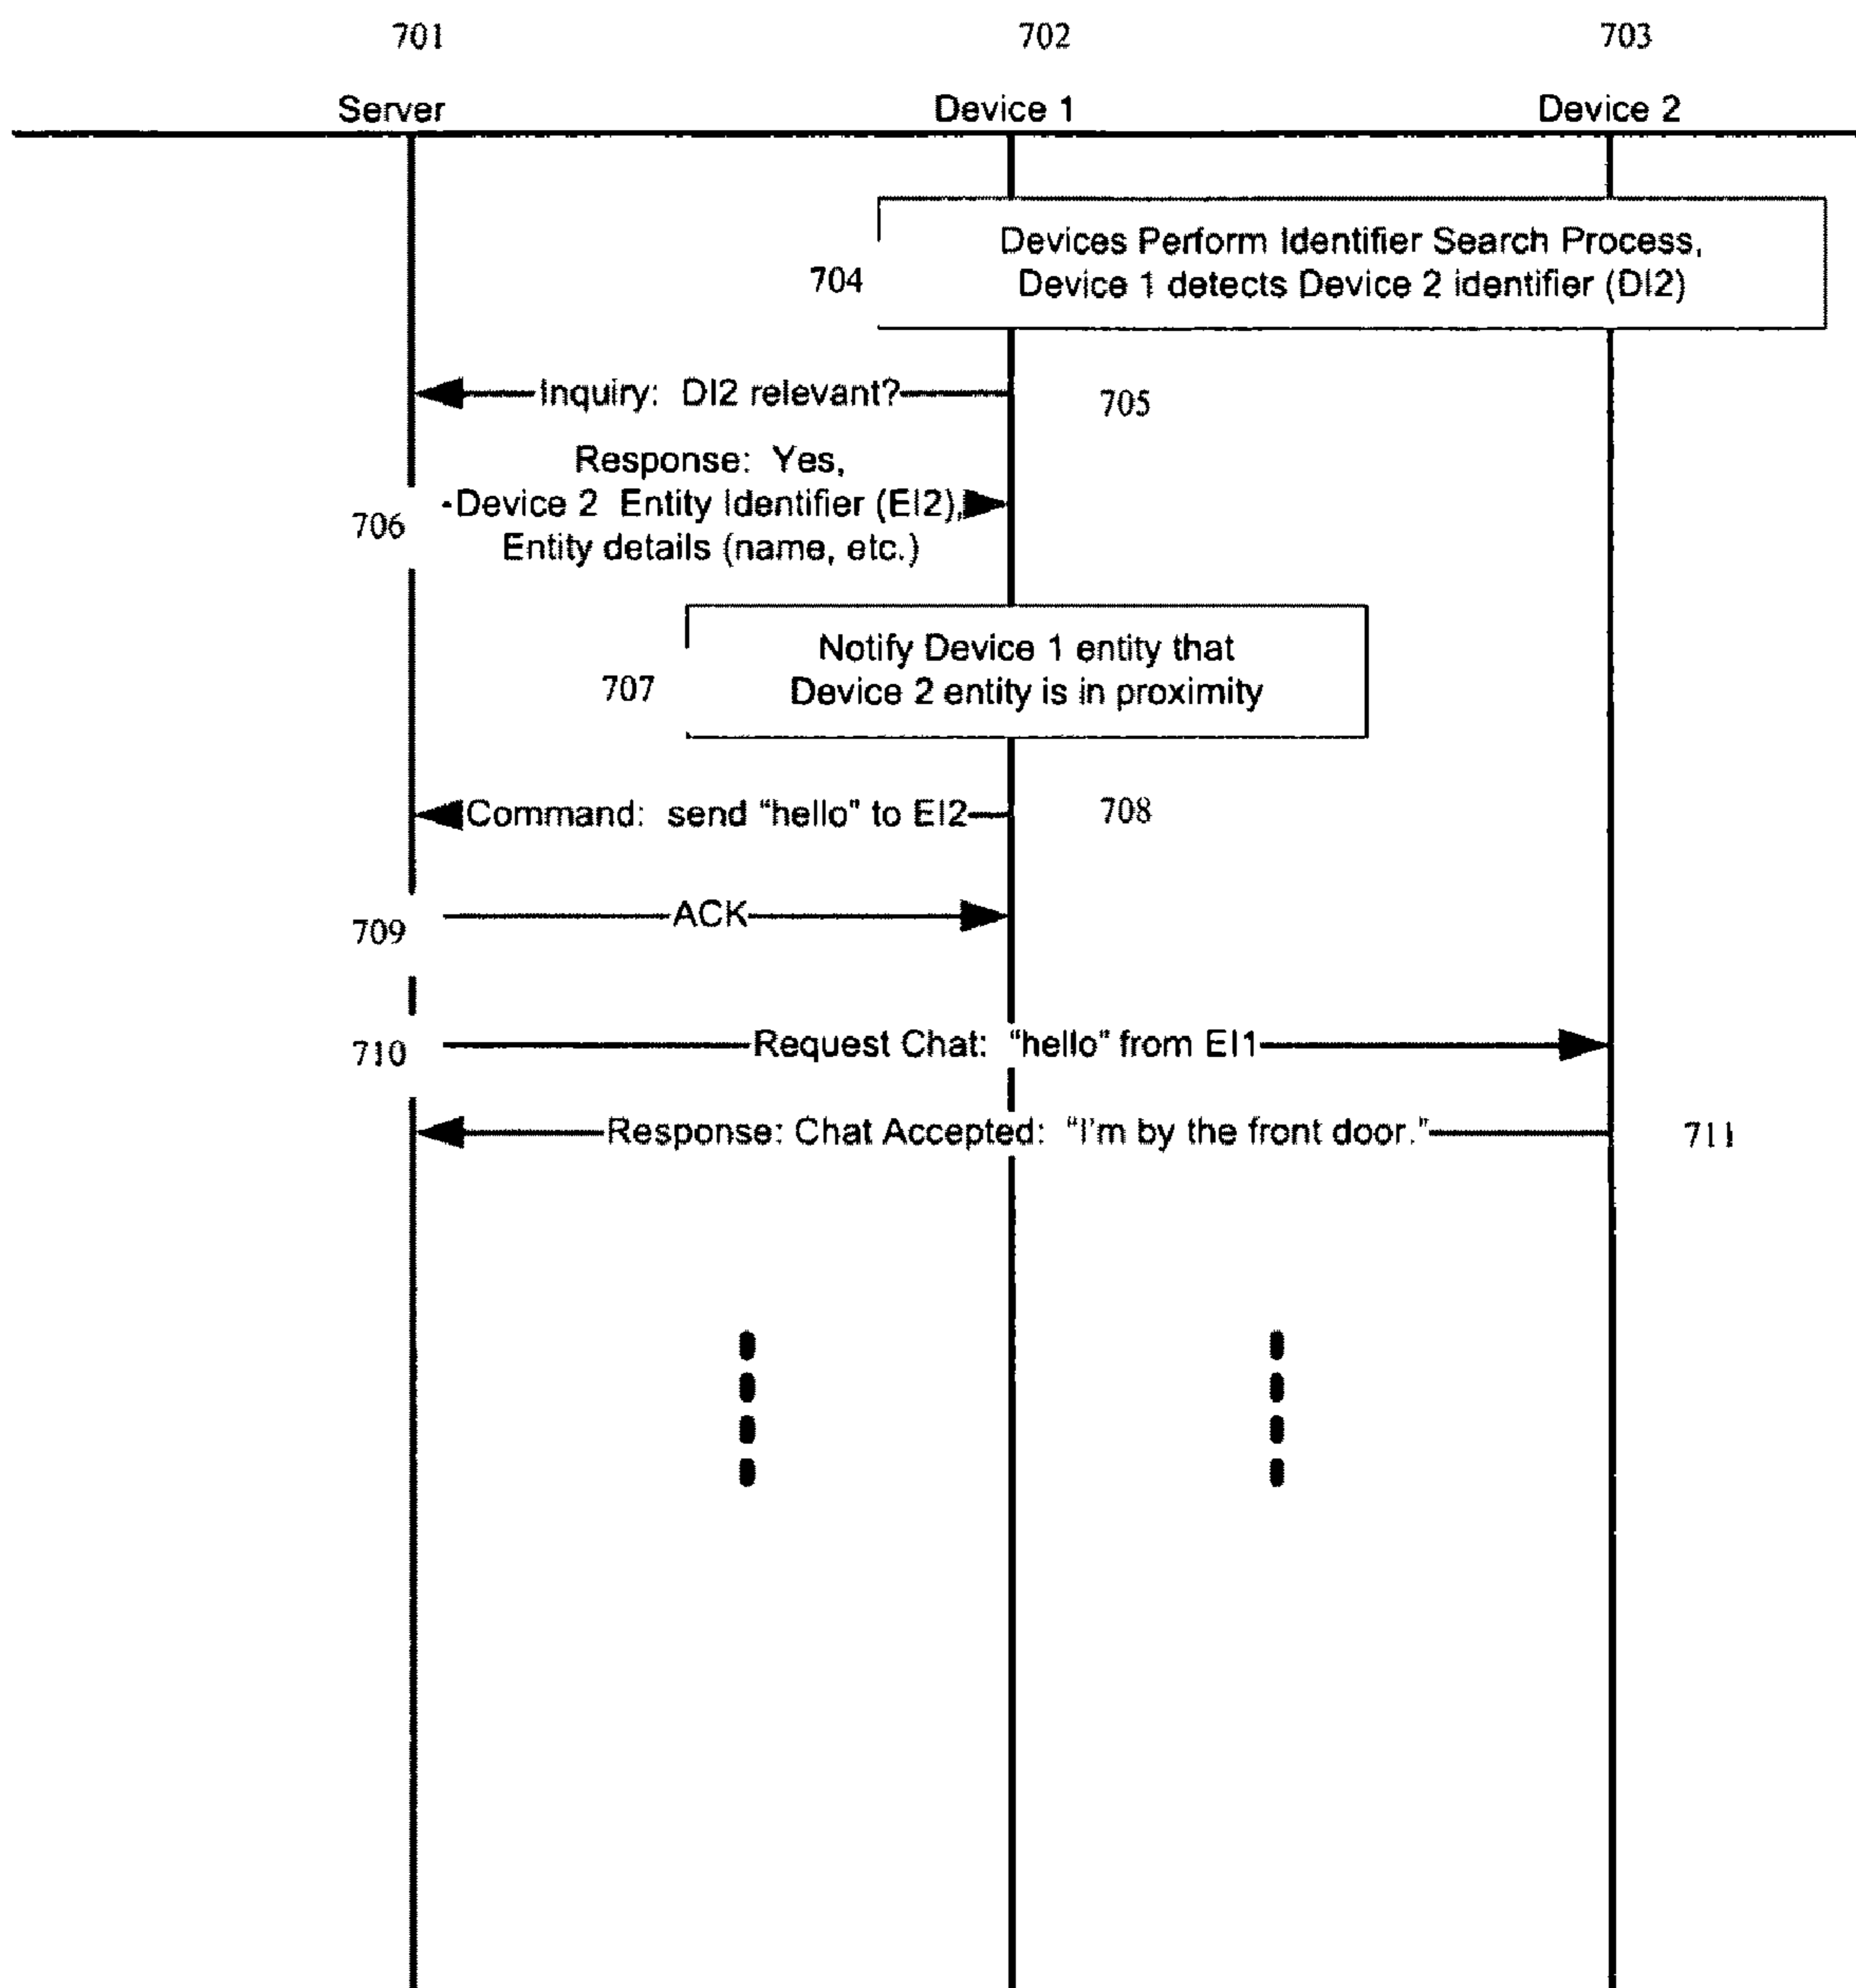 701
702
703
Server
Device 1
Device 2
Devices Perform Identifier Search Process,
Device 1 detects Device 2 identifier (DI2)
704
Inquiry: DI2 relevant?
705
Response: Yes,
Device 2 Entity Identifier (EI2),
Entity details (name, etc.)
706
Notify Device 1 entity that
Device 2 entity is in proximity
707
Command: send "hello" to EI2
708
ACK
709
Request Chat: "hello" from EI1
710
Response: Chat Accepted: "I'm by the front door."
711